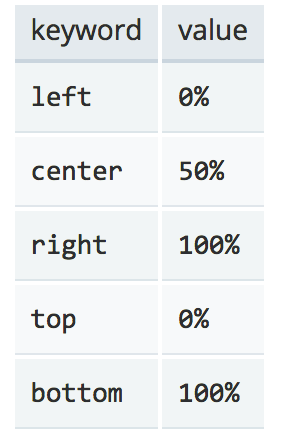 keyword value
left 0%
center 50%
right 100%
top 0%
bottom 100%